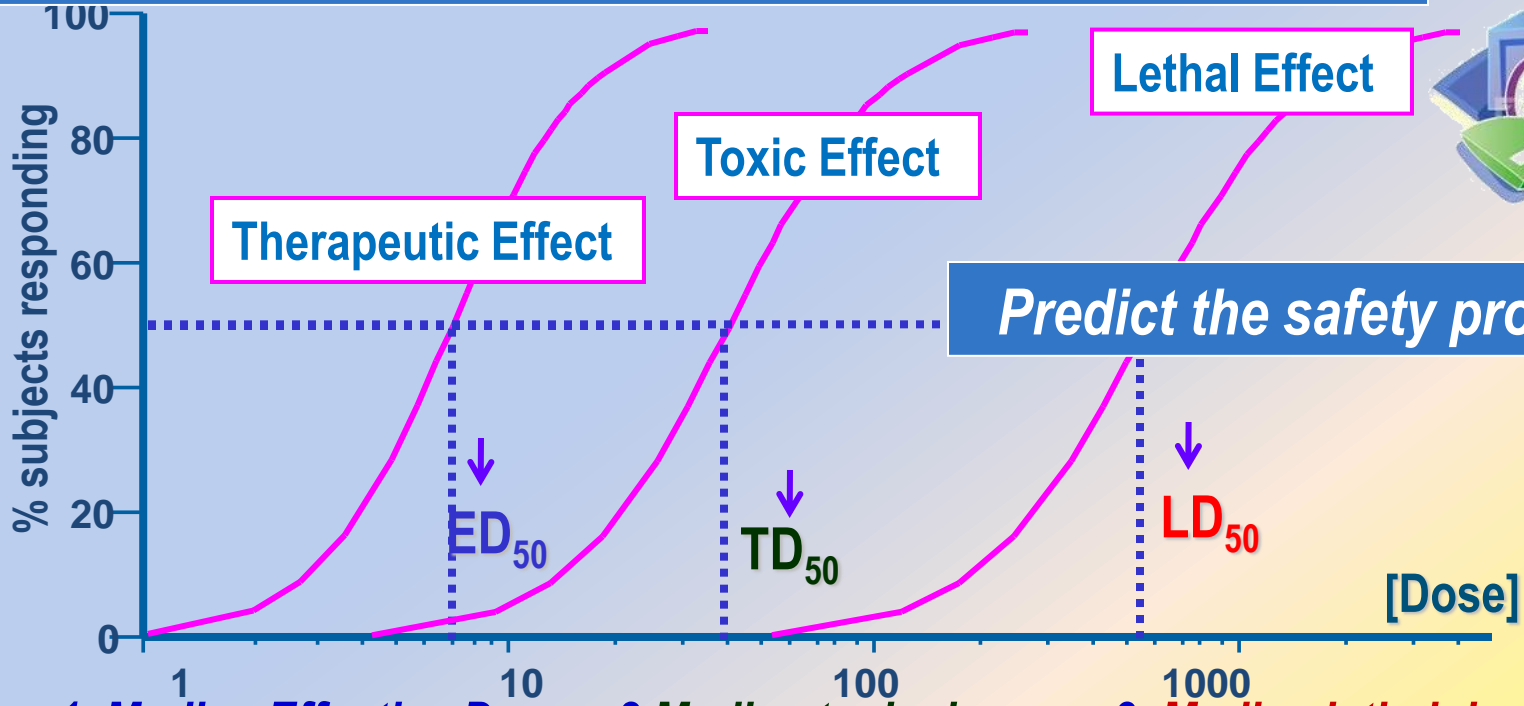 100
Lethal Effect
80
Toxic Effect
Therapeutic Effect
60
Predict the safety pro
% subjects responding
40
20
ED50
TD50
LD50
[Dose]
0
1 10 100 1000